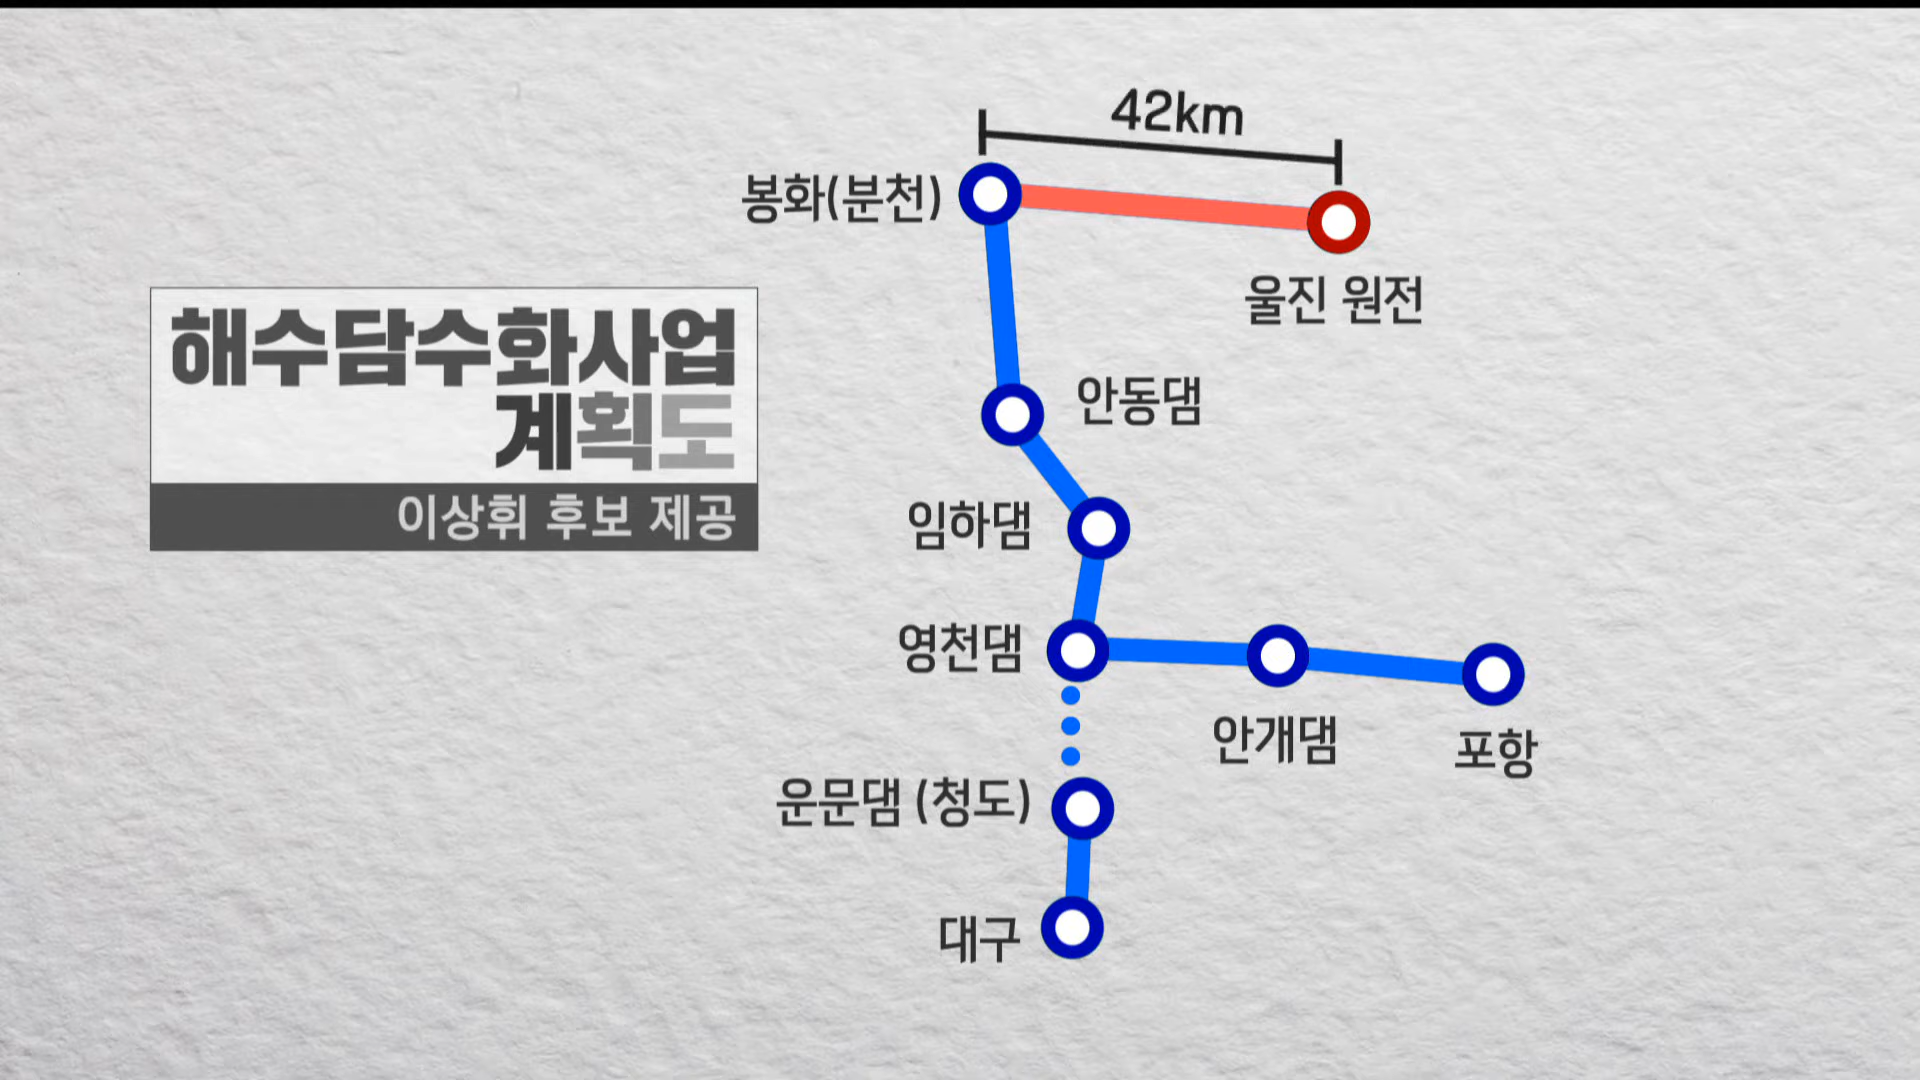 42km
봉화(분천)
울진 원전
해수담수화사업
계획도
이상휘 후보 제공
안동댐
임하댐
영천댐
안개댐
포항
운문댐 (청도)
대구